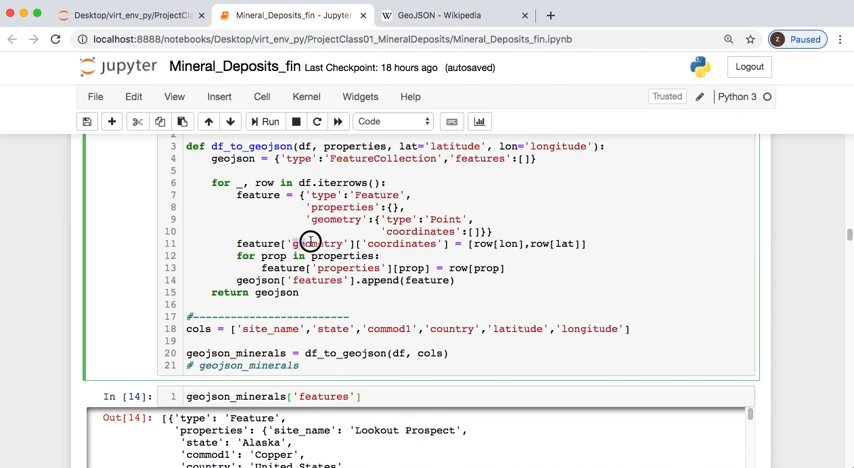 Desktop/virt_env_py/ProjectCl
Mineral_Deposits_fin - Jupyter
GeoJSON - Wikipedia
localhost:8888/notebooks/Desktop/virt_env_py/ProjectClass01_MineralDeposits/Mineral_Deposits_fin.ipynb
Z Paused
jupyter Mineral_Deposits_fin Last Checkpoint: 18 hours ago (autosaved)
Logout
File Edit View Insert Cell Kernel Widgets Help
Trusted Python 3
Run Code
2
3 def df_to_geojson(df, properties, lat='latitude', lon='longitude'):
4 geojson = {'type':'FeatureCollection','features':[]}
5
6 for _, row in df.iterrows():
7 feature = {'type':'Feature',
8 'properties':{},
9 'geometry':{'type':'Point',
10 'coordinates':[]}}
11 feature['geometry']['coordinates'] = [row[lon],row[lat]]
12 for prop in properties:
13 feature['properties'][prop] = row[prop]
14 geojson['features'].append(feature)
15 return geojson
16
17 #-------------------------
18 cols = ['site_name','state','commod1','country','latitude','longitude']
19
20 geojson_minerals = df_to_geojson(df, cols)
21 # geojson_minerals
In [14]: 1 geojson_minerals['features']
Out[14]: [{'type': 'Feature',
'properties': {'site_name': 'Lookout Prospect',
'state': 'Alaska',
'commod1': 'Copper',
'country': 'United States'